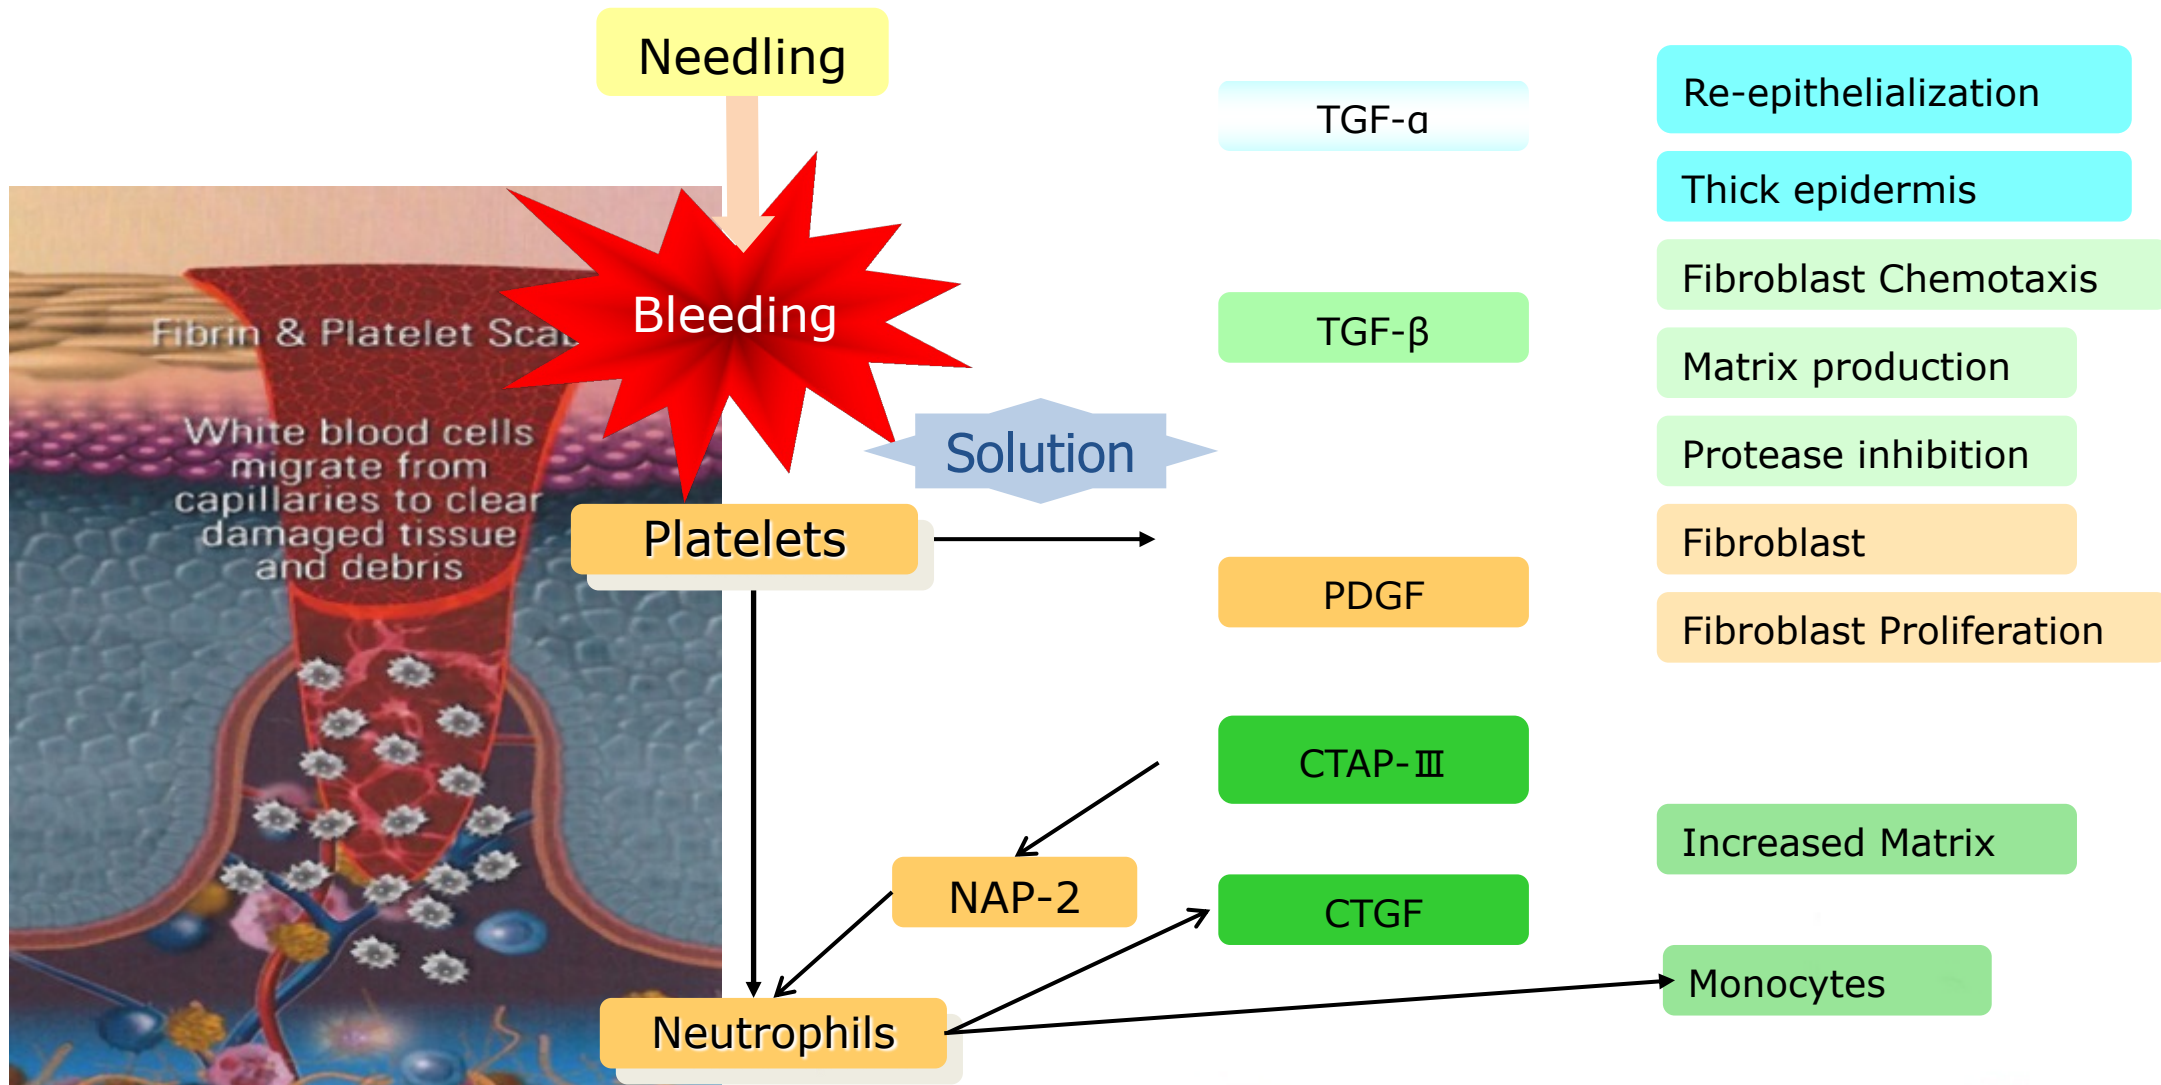 Needling
Bleeding
Fibrin & Platelet Scab
White blood cells
migrate from
capillaries to clear
damaged tissue
and debris
Solution
Platelets
NAP-2
Neutrophils
TGF-α
TGF-β
PDGF
CTAP-Ⅲ
CTGF
Re-epithelialization
Thick epidermis
Fibroblast Chemotaxis
Matrix production
Protease inhibition
Fibroblast
Fibroblast Proliferation
Increased Matrix
Monocytes